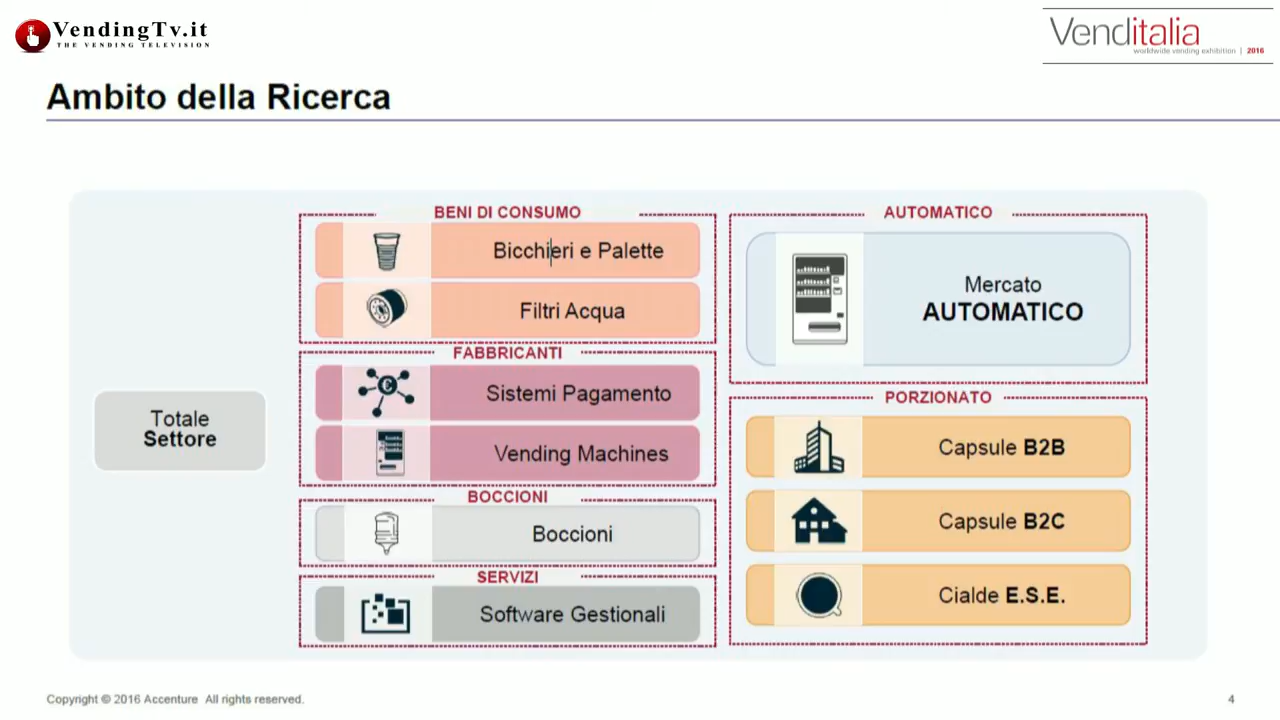 VendingTv.it
THE VENDING TELEVISION
Venditalia
worldwide vending exhibition | 2016
Ambito della Ricerca
Totale
Settore
BENI DI CONSUMO
Bicchieri e Palette
Filtri Acqua
FABBRICANTI
€
Sistemi Pagamento
Vending Machines
BOCCIONI
Boccioni
SERVIZI
Software Gestionali
AUTOMATICO
Mercato
AUTOMATICO
PORZIONATO
Capsule B2B
Capsule B2C
Cialde E.S.E.
Copyright © 2016 Accenture All rights reserved.
4